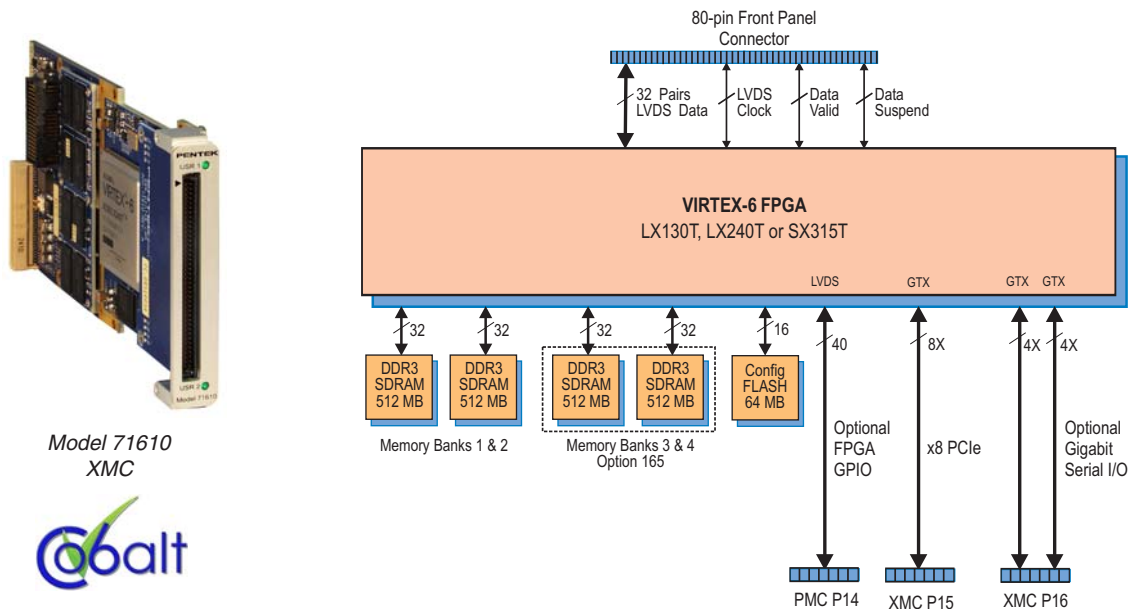 80-pin Front Panel
Connector
32 Pairs
LVDS Data
LVDS
Clock
Data
Valid
Data
Suspend
PENTEK
USR 1
VIRTEX-6
USR 2
Model 71610
Model 71610
XMC
Cobalt
VIRTEX-6 FPGA
LX130T, LX240T or SX315T
LVDS
GTX
GTX
GTX
32
32
32
32
16
40
8X
4X
4X
DDR3
SDRAM
512 MB
DDR3
SDRAM
512 MB
DDR3
SDRAM
512 MB
DDR3
SDRAM
512 MB
Config
FLASH
64 MB
Memory Banks 1 & 2
Memory Banks 3 & 4
Option 165
Optional
FPGA
GPIO
x8 PCIe
Optional
Gigabit
Serial I/O
PMC P14
XMC P15
XMC P16